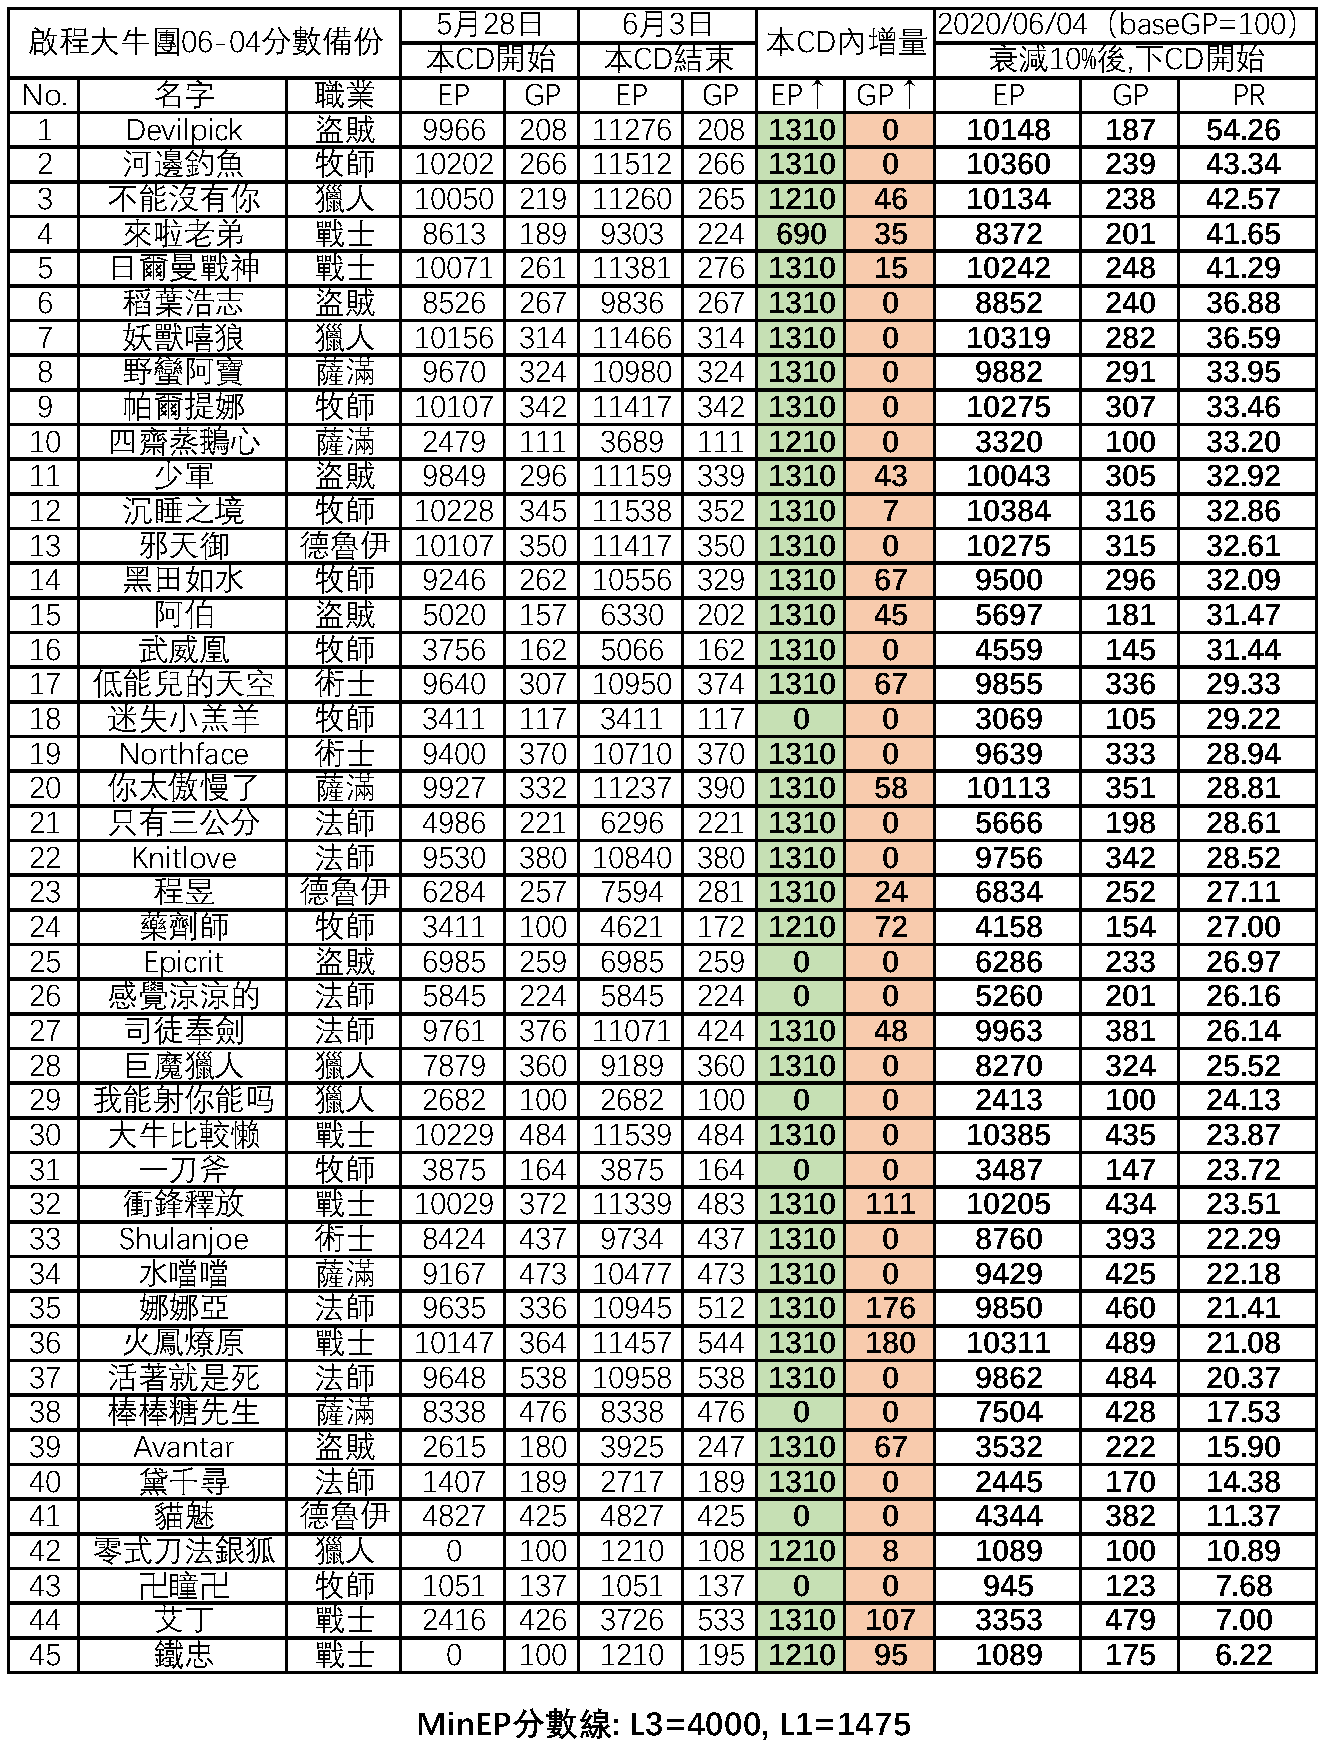 啟程大牛團06-04分數備份 5月28日 6月3日 本CD內增量 2020/06/04（baseGP=100）
本CD開始 本CD結束 衰減10%後,下CD開始
No. 名字 職業 EP GP EP GP EP↑ GP↑ EP GP PR
1 Devilpick 盜賊 9966 208 11276 208 1310 0 10148 187 54.26
2 河邊釣魚 牧師 10202 266 11512 266 1310 0 10360 239 43.34
3 不能沒有你 獵人 10050 219 11260 265 1210 46 10134 238 42.57
4 來啦老弟 戰士 8613 189 9303 224 690 35 8372 201 41.65
5 日爾曼戰神 戰士 10071 261 11381 276 1310 15 10242 248 41.29
6 稻葉浩志 盜賊 8526 267 9836 267 1310 0 8852 240 36.88
7 妖獸嘻狼 獵人 10156 314 11466 314 1310 0 10319 282 36.59
8 野蠻阿寶 薩滿 9670 324 10980 324 1310 0 9882 291 33.95
9 帕爾提娜 牧師 10107 342 11417 342 1310 0 10275 307 33.46
10 四齋蒸鵝心 薩滿 2479 111 3689 111 1210 0 3320 100 33.20
11 少軍 盜賊 9849 296 11159 339 1310 43 10043 305 32.92
12 沉睡之境 牧師 10228 345 11538 352 1310 7 10384 316 32.86
13 邪天御 德魯伊 10107 350 11417 350 1310 0 10275 315 32.61
14 黑田如水 牧師 9246 262 10556 329 1310 67 9500 296 32.09
15 阿伯 盜賊 5020 157 6330 202 1310 45 5697 181 31.47
16 武威凰 牧師 3756 162 5066 162 1310 0 4559 145 31.44
17 低能兒的天空 術士 9640 307 10950 374 1310 67 9855 336 29.33
18 迷失小羔羊 牧師 3411 117 3411 117 0 0 3069 105 29.22
19 Northface 術士 9400 370 10710 370 1310 0 9639 333 28.94
20 你太傲慢了 薩滿 9927 332 11237 390 1310 58 10113 351 28.81
21 只有三公分 法師 4986 221 6296 221 1310 0 5666 198 28.61
22 Knitlove 法師 9530 380 10840 380 1310 0 9756 342 28.52
23 程昱 德魯伊 6284 257 7594 281 1310 24 6834 252 27.11
24 藥劑師 牧師 3411 100 4621 172 1210 72 4158 154 27.00
25 Epicrit 盜賊 6985 259 6985 259 0 0 6286 233 26.97
26 感覺涼涼的 法師 5845 224 5845 224 0 0 5260 201 26.16
27 司徒奉劍 法師 9761 376 11071 424 1310 48 9963 381 26.14
28 巨魔獵人 獵人 7879 360 9189 360 1310 0 8270 324 25.52
29 我能射你能吗 獵人 2682 100 2682 100 0 0 2413 100 24.13
30 大牛比較懶 戰士 10229 484 11539 484 1310 0 10385 435 23.87
31 一刀斧 牧師 3875 164 3875 164 0 0 3487 147 23.72
32 衝鋒釋放 戰士 10029 372 11339 483 1310 111 10205 434 23.51
33 Shulanjoe 術士 8424 437 9734 437 1310 0 8760 393 22.29
34 水噹噹 薩滿 9167 473 10477 473 1310 0 9429 425 22.18
35 娜娜亞 法師 9635 336 10945 512 1310 176 9850 460 21.41
36 火鳳燎原 戰士 10147 364 11457 544 1310 180 10311 489 21.08
37 活著就是死 法師 9648 538 10958 538 1310 0 9862 484 20.37
38 棒棒糖先生 薩滿 8338 476 8338 476 0 0 7504 428 17.53
39 Avantar 盜賊 2615 180 3925 247 1310 67 3532 222 15.90
40 黛千尋 法師 1407 189 2717 189 1310 0 2445 170 14.38
41 貓魅 德魯伊 4827 425 4827 425 0 0 4344 382 11.37
42 零式刀法銀狐 獵人 0 100 1210 108 1210 8 1089 100 10.89
43 卍瞳卍 牧師 1051 137 1051 137 0 0 945 123 7.68
44 艾丁 戰士 2416 426 3726 533 1310 107 3353 479 7.00
45 鐵忠 戰士 0 100 1210 195 1210 95 1089 175 6.22
MinEP分數線: L3=4000, L1=1475